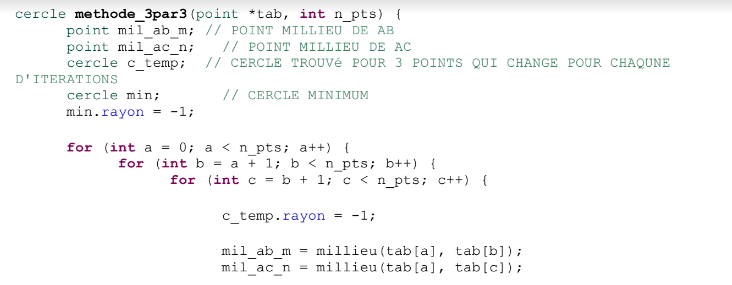 cercle methode_3par3(point *tab, int n_pts) {
point mil_ab_m; // POINT MILLIEU DE AB
point mil_ac_n; // POINT MILLIEU DE AC
cercle c_temp; // CERCLE TROUVé POUR 3 POINTS QUI CHANGE POUR CHAQUNE
D'ITERATIONS
cercle min; // CERCLE MINIMUM
min.rayon = -1;
for (int a = 0; a < n_pts; a++) {
for (int b = a + 1; b < n_pts; b++) {
for (int c = b + 1; c < n_pts; c++) {
c_temp.rayon = -1;
mil_ab_m = millieu(tab[a], tab[b]);
mil_ac_n = millieu(tab[a], tab[c]);